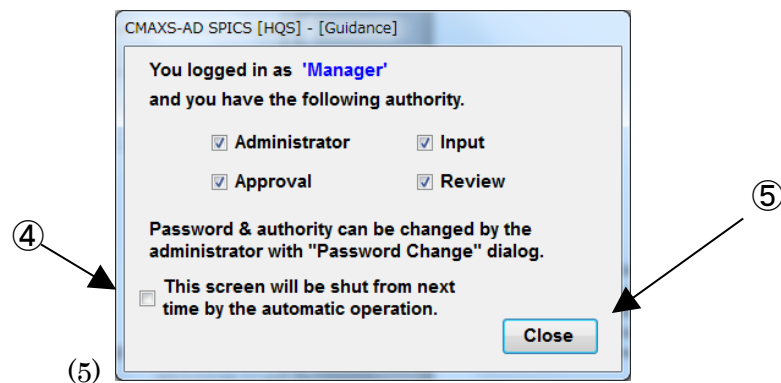 CMAXS-AD SPICS [HQS] - [Guidance]
You logged in as 'Manager'
and you have the following authority.
Administrator Input
Approval Review
⑤
④
Password & authority can be changed by the
administrator with "Password Change" dialog.
This screen will be shut from next
time by the automatic operation.
Close
(5)